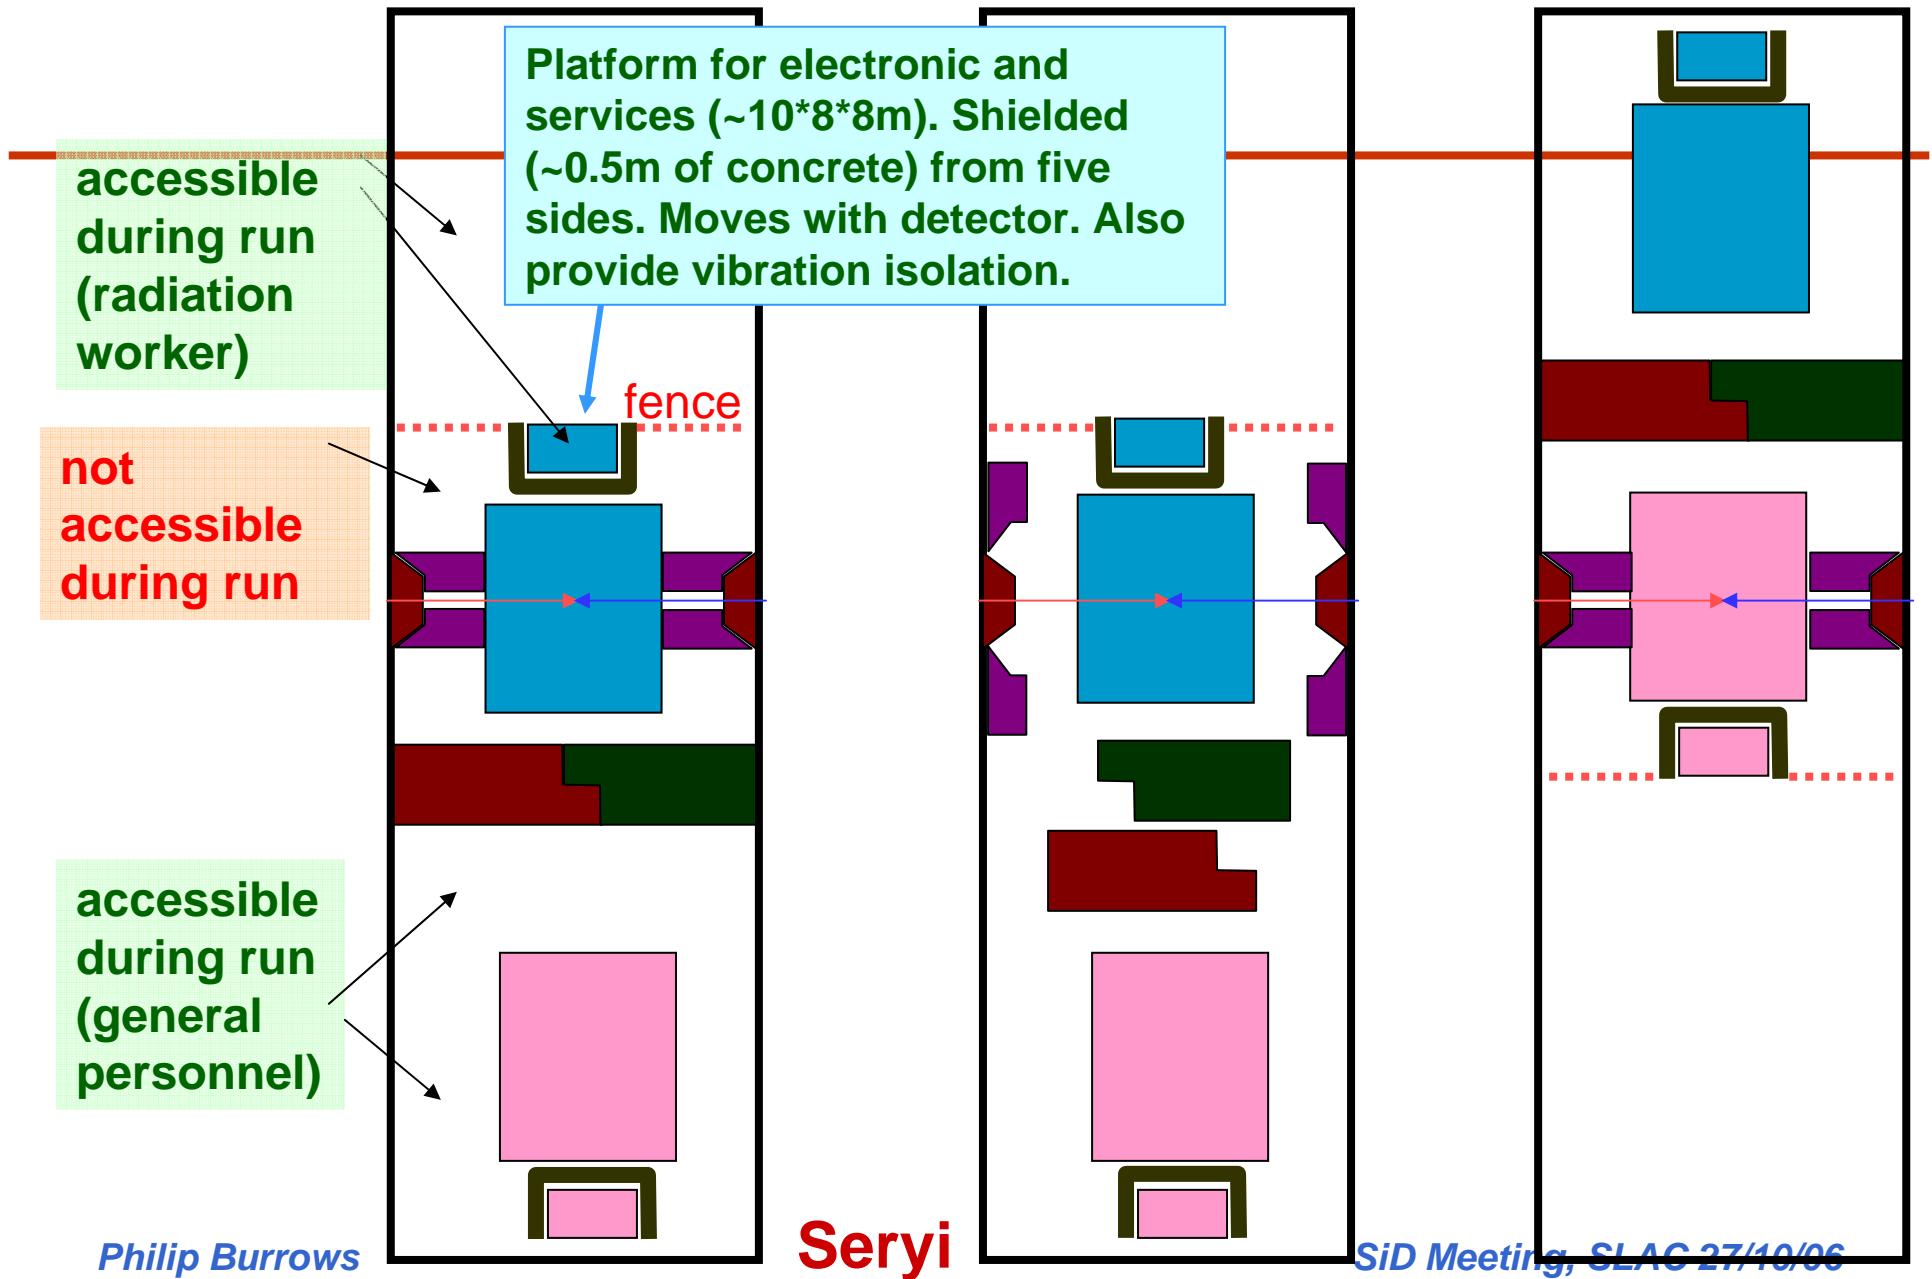 Platform for electronic and
services (~10*8*8m). Shielded
(~0.5m of concrete) from five
sides. Moves with detector. Also
provide vibration isolation.
accessible
during run
(radiation
worker)
fence
not
accessible
during run
accessible
during run
(general
personnel)
Philip Burrows
Seryi
SiD Meeting, SLAC 27/10/06